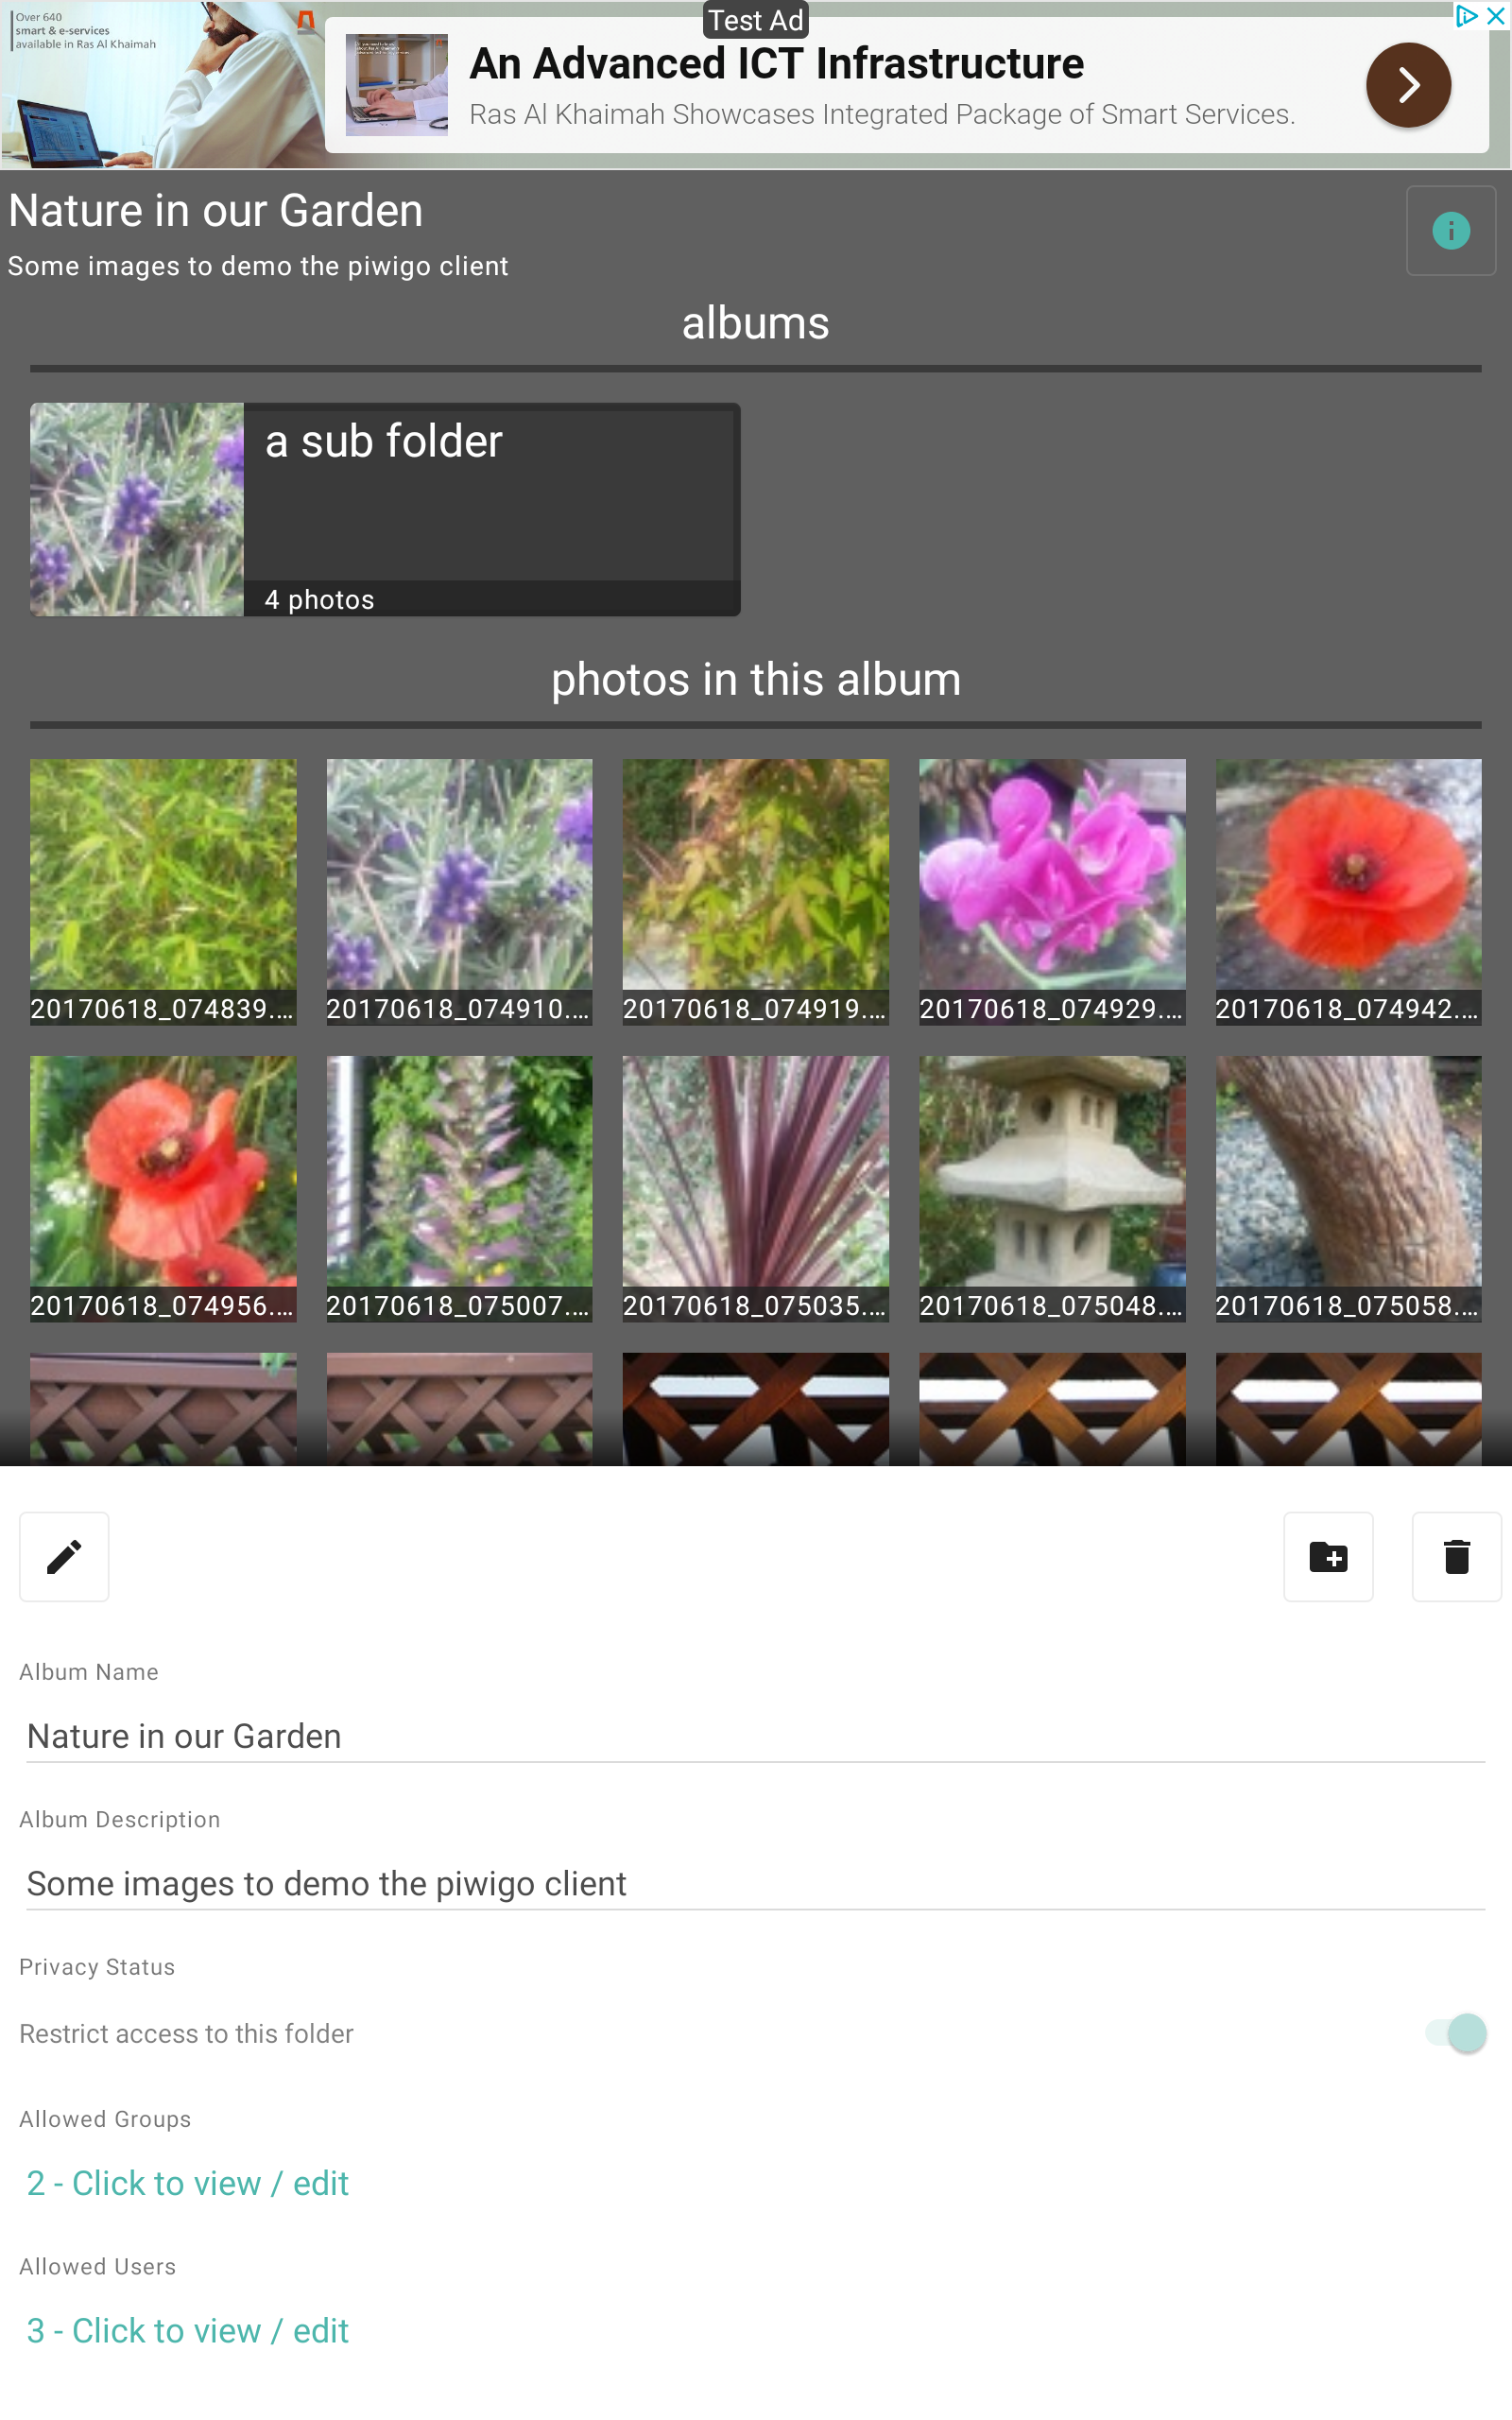 Over 640
smart & e-services
available in Ras Al Khaimah
Test Ad
An Advanced ICT Infrastructure
Ras Al Khaimah Showcases Integrated Package of Smart Services.
Nature in our Garden
Some images to demo the piwigo client
albums
a sub folder
4 photos
photos in this album
20170618_074839.…
20170618_074910.…
20170618_074919.…
20170618_074929.…
20170618_074942.…
20170618_074956.…
20170618_075007.…
20170618_075035.…
20170618_075048.…
20170618_075058.…
Album Name
Nature in our Garden
Album Description
Some images to demo the piwigo client
Privacy Status
Restrict access to this folder
Allowed Groups
2 - Click to view / edit
Allowed Users
3 - Click to view / edit